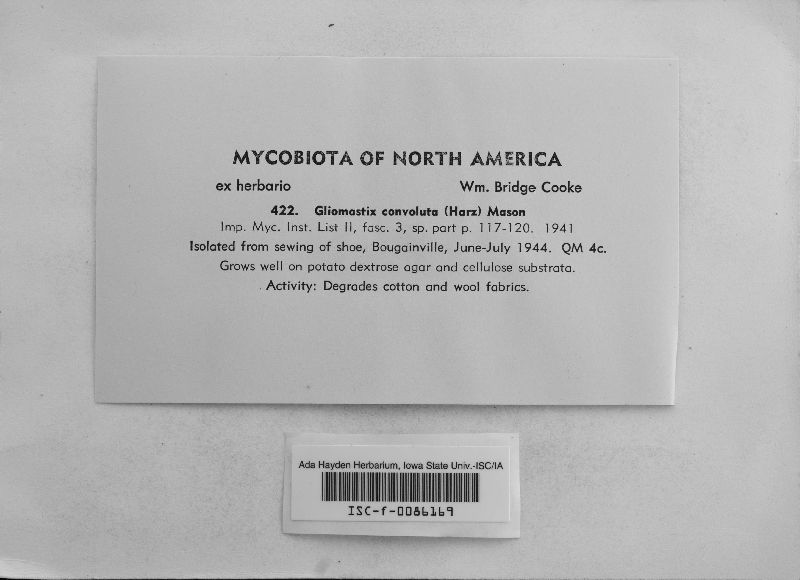 MYCOBIOTA OF NORTH AMERICA
ex herbario Wm. Bridge Cooke
422. Gliomastix convoluta (Harz) Mason
Imp. Myc. Inst. List II, fasc. 3, sp. part p. 117-120. 1941
Isolated from sewing of shoe, Bougainville, June-July 1944. QM 4c.
Grows well on potato dextrose agar and cellulose substrata.
Activity: Degrades cotton and wool fabrics.
Ada Hayden Herbarium, Iowa State Univ.-ISC/IA
ISC-f-0086169